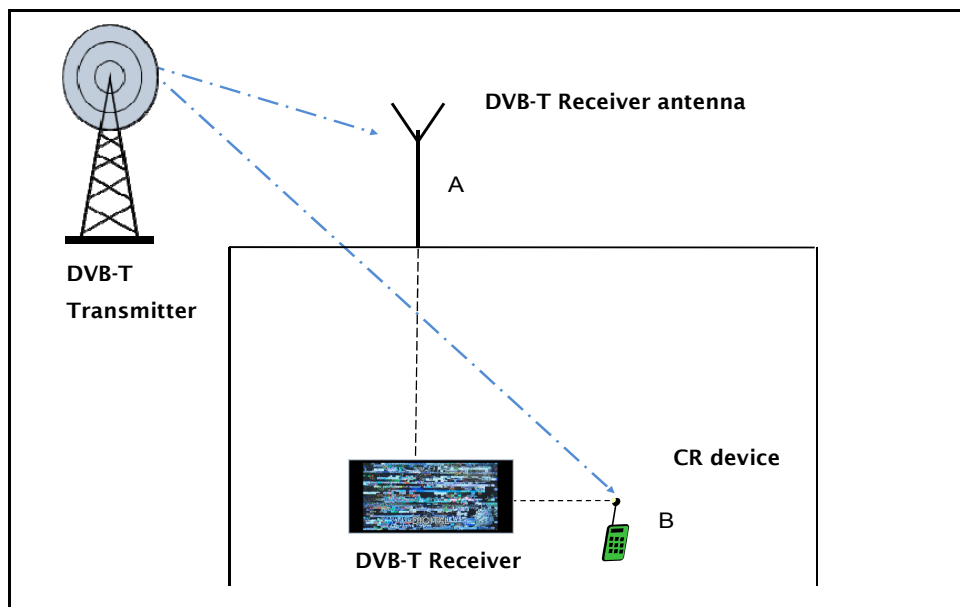 DVB-T Receiver antenna
A
DVB-T
Transmitter
CR device
B
DVB-T Receiver